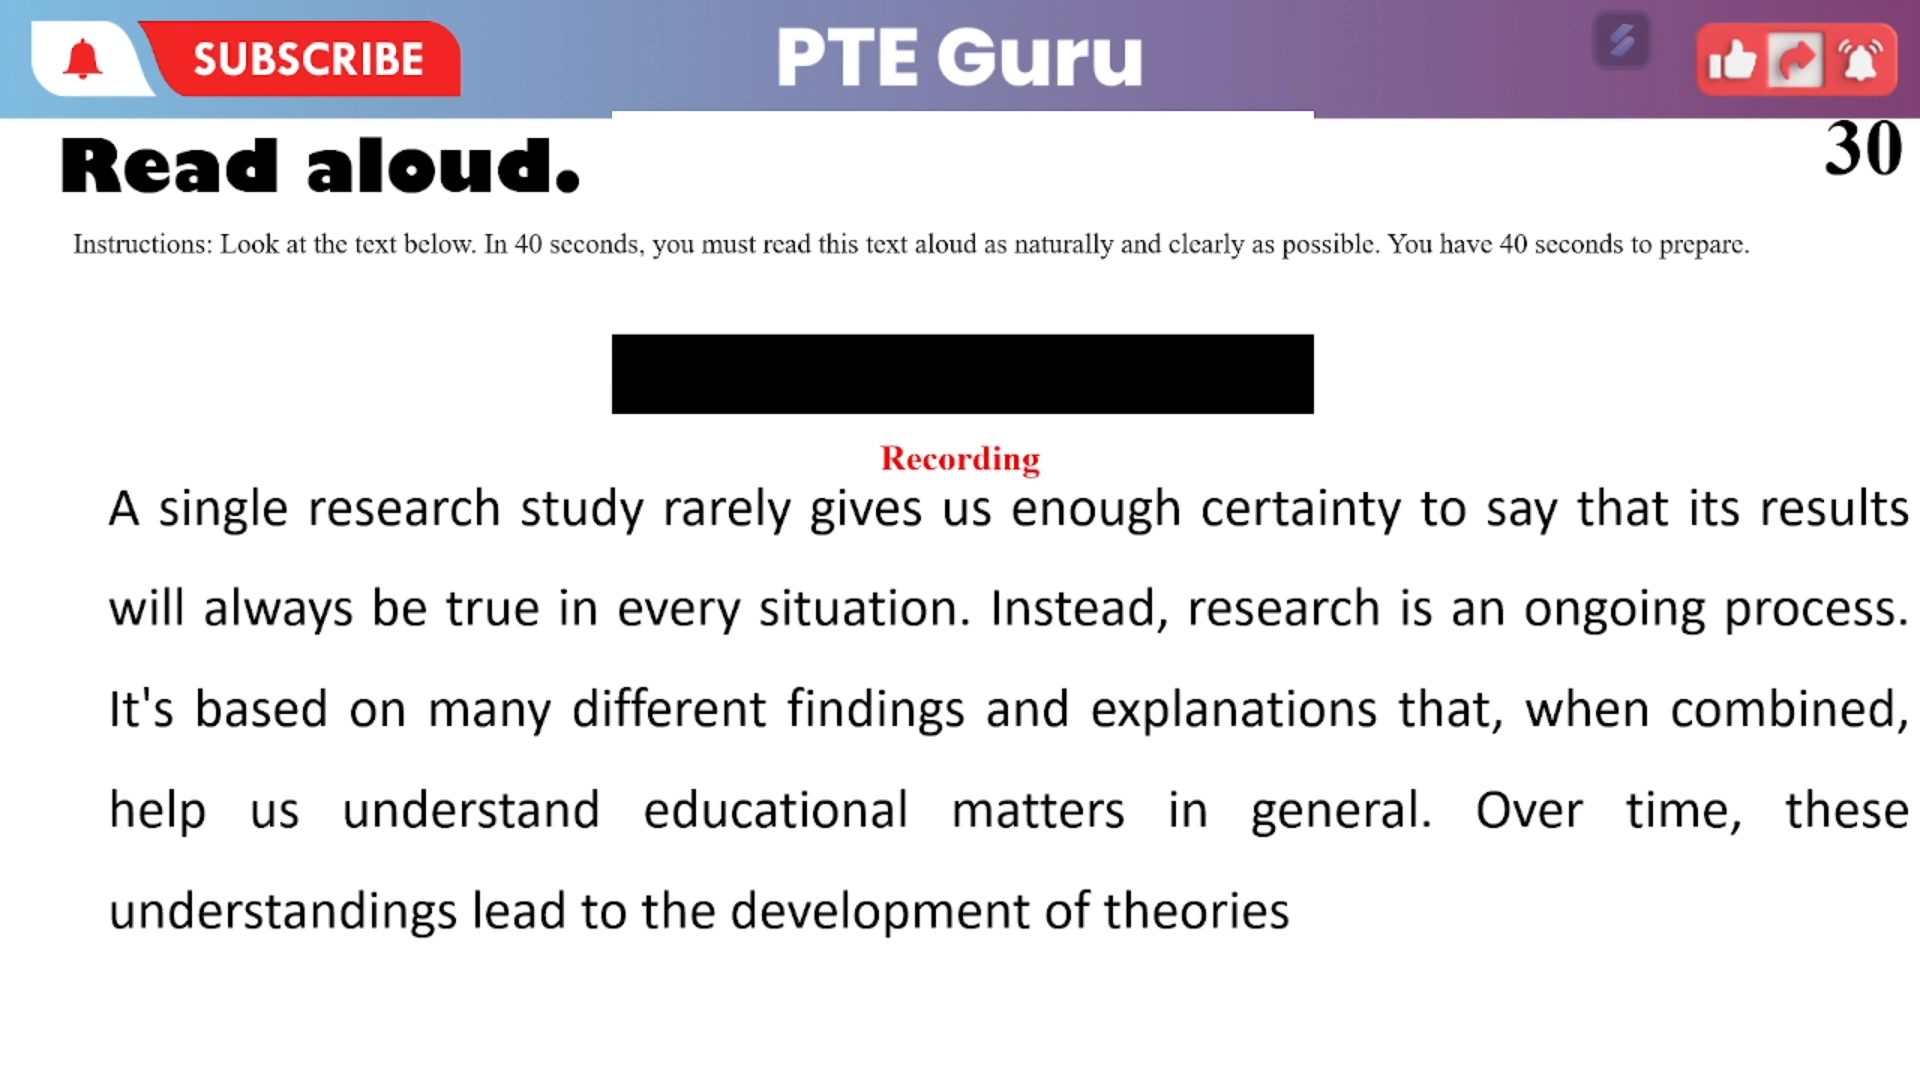 SUBSCRIBE
PTE Guru
Read aloud.
30
Instructions: Look at the text below. In 40 seconds, you must read this text aloud as naturally and clearly as possible. You have 40 seconds to prepare.
Recording
A single research study rarely gives us enough certainty to say that its results
will always be true in every situation. Instead, research is an ongoing process.
It's based on many different findings and explanations that, when combined,
help us understand educational matters in general. Over time, these
understandings lead to the development of theories